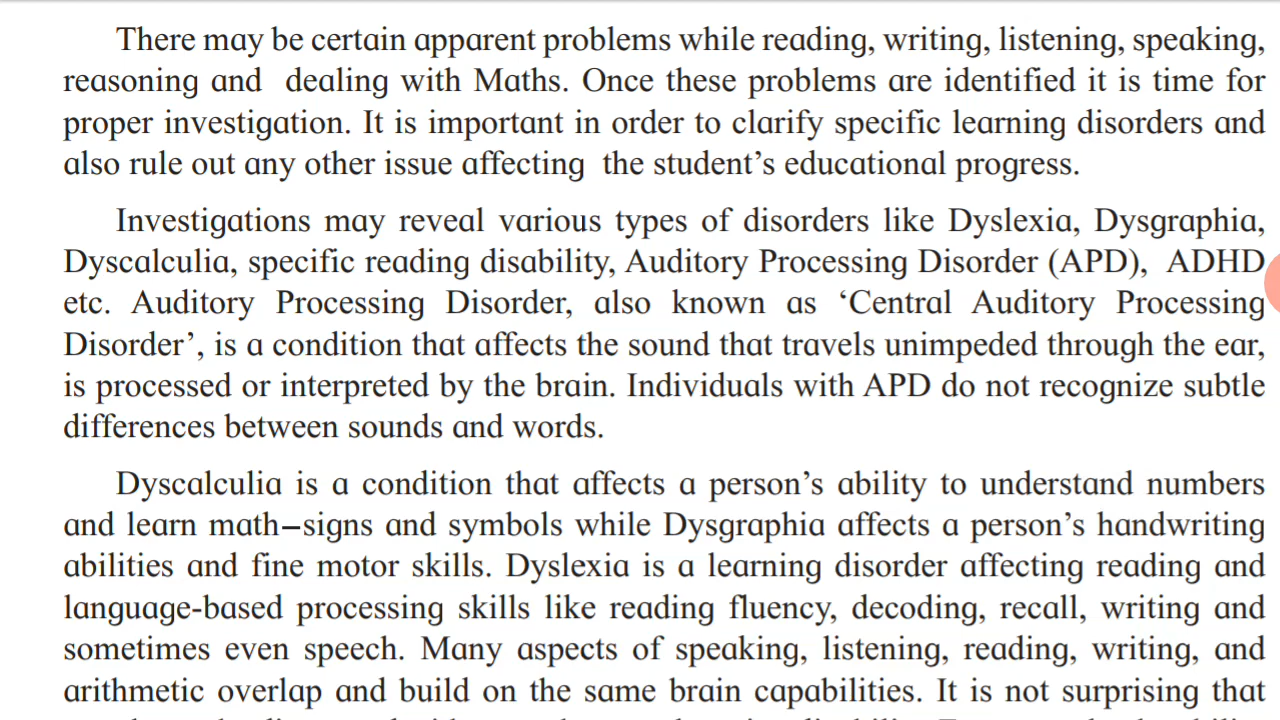 There may be certain apparent problems while reading, writing, listening, speaking,
reasoning and dealing with Maths. Once these problems are identified it is time for
proper investigation. It is important in order to clarify specific learning disorders and
also rule out any other issue affecting the student’s educational progress.
Investigations may reveal various types of disorders like Dyslexia, Dysgraphia,
Dyscalculia, specific reading disability, Auditory Processing Disorder (APD), ADHD
etc. Auditory Processing Disorder, also known as ‘Central Auditory Processing
Disorder’, is a condition that affects the sound that travels unimpeded through the ear,
is processed or interpreted by the brain. Individuals with APD do not recognize subtle
differences between sounds and words.
Dyscalculia is a condition that affects a person’s ability to understand numbers
and learn math–signs and symbols while Dysgraphia affects a person’s handwriting
abilities and fine motor skills. Dyslexia is a learning disorder affecting reading and
language-based processing skills like reading fluency, decoding, recall, writing and
sometimes even speech. Many aspects of speaking, listening, reading, writing, and
arithmetic overlap and build on the same brain capabilities. It is not surprising that